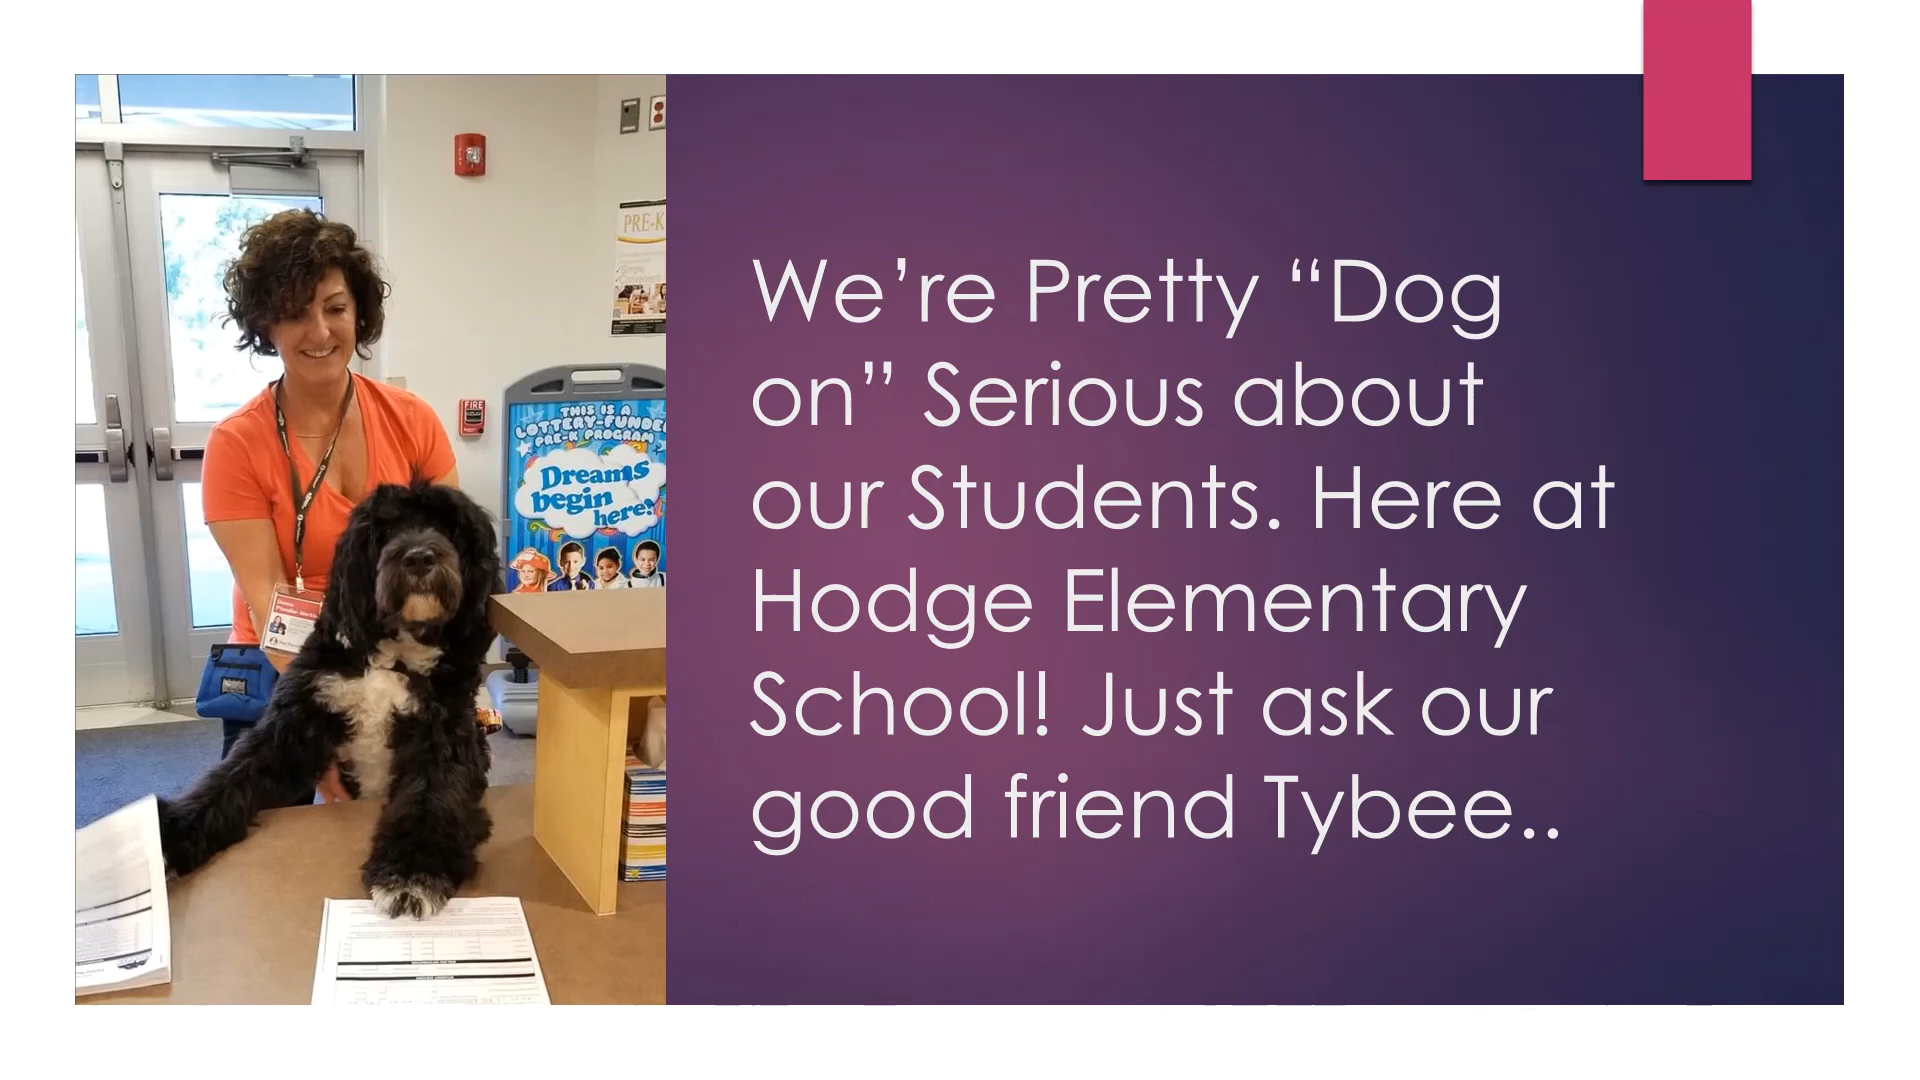 We’re Pretty “Dog
on” Serious about
our Students. Here at
Hodge Elementary
School! Just ask our
good friend Tybee..
PRE-K
FIRE
THIS IS A
LOTTERY-FUNDE
PRE-K PROGRAM
Dreams
begin
here!